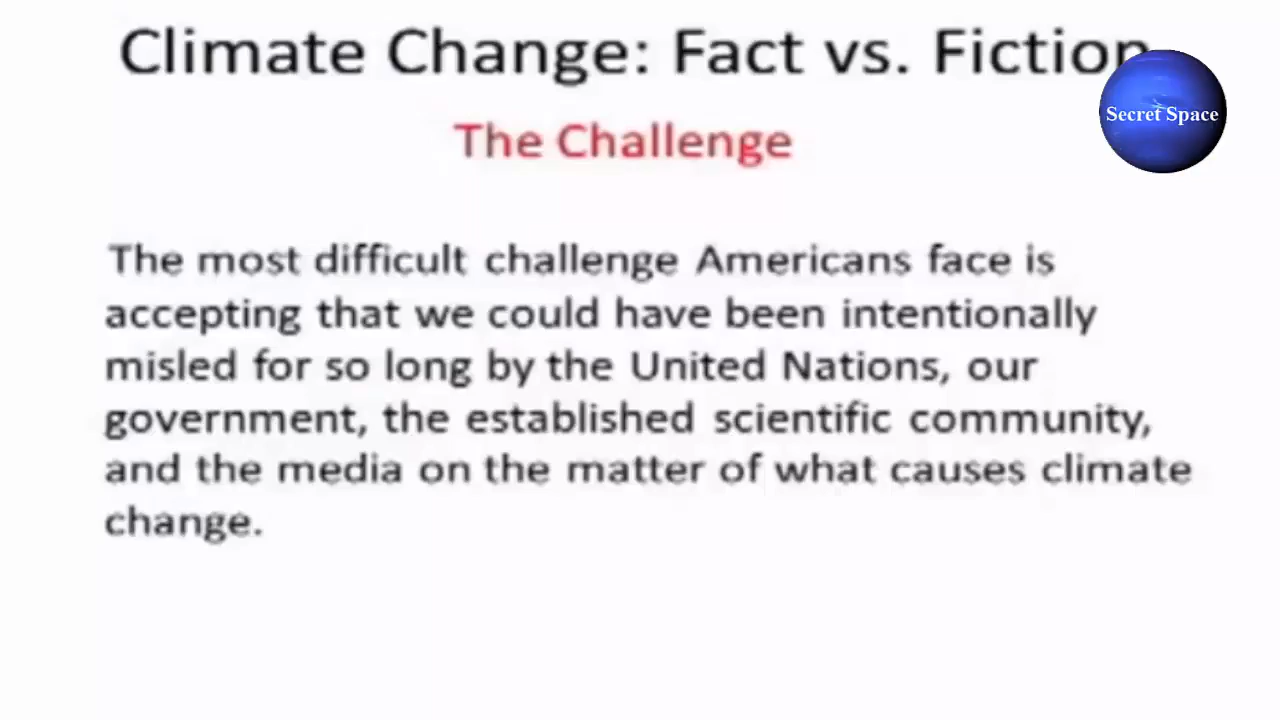 Climate Change: Fact vs. Fiction
Secret Space
The Challenge
The most difficult challenge Americans face is
accepting that we could have been intentionally
misled for so long by the United Nations, our
government, the established scientific community,
and the media on the matter of what causes climate
change.